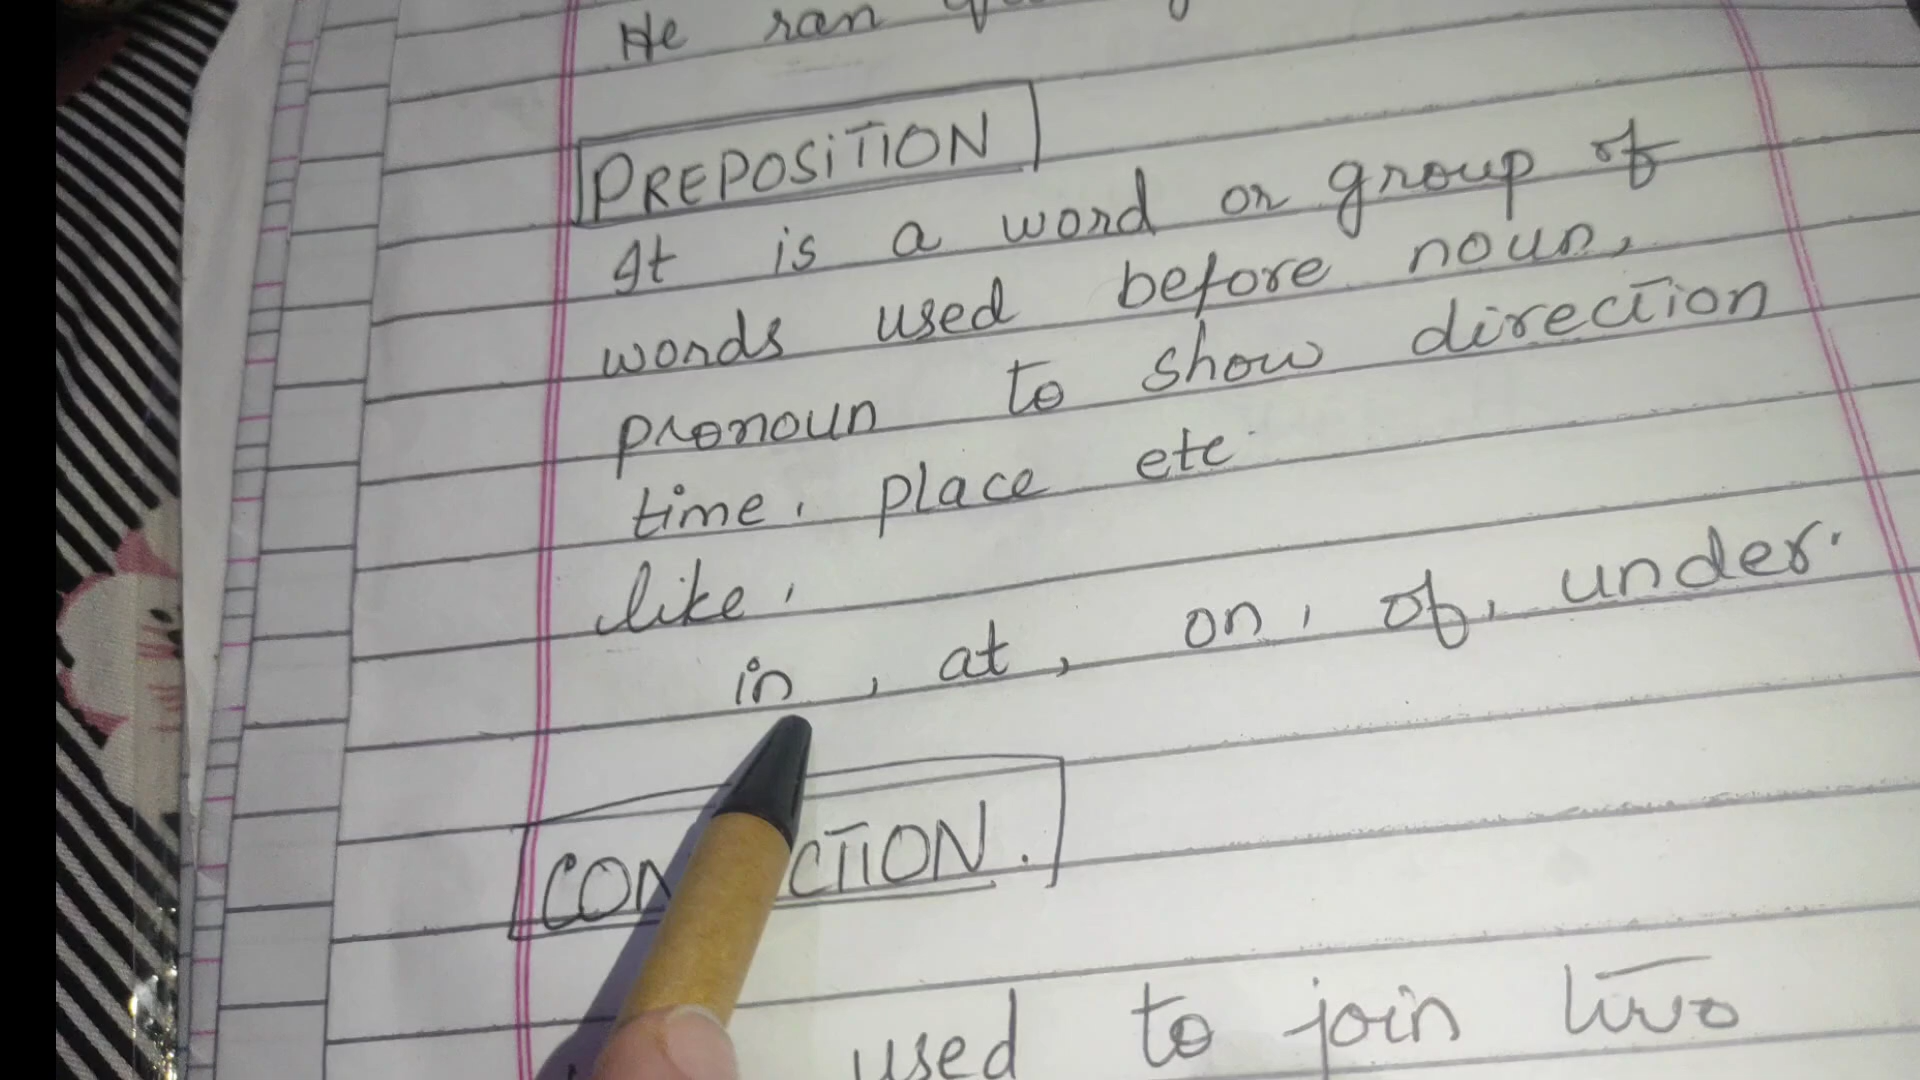 He ran
PREPOSITION
It is a word or group of
words used before noun,
pronoun to show direction
time, place etc.
like,
in, at, on, of, under.
CON CTION.
used to join two